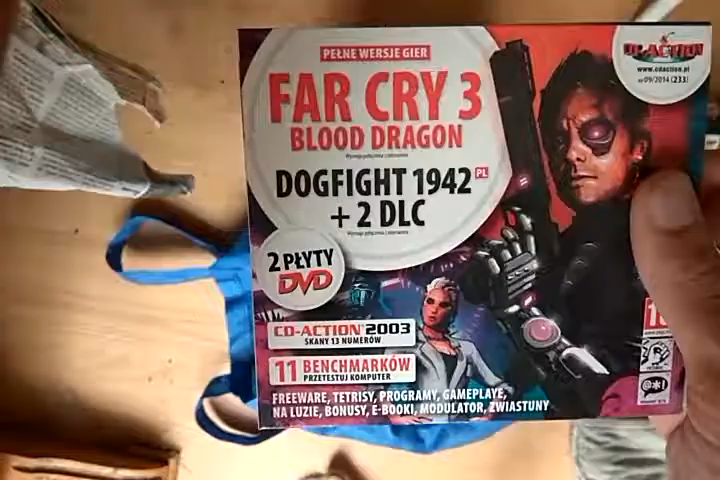 PEŁNE WERSJE GIER
FAR CRY 3
BLOOD DRAGON
DOGFIGHT 1942 PL
+ 2 DLC
2 PŁYTY
DVD
CD-ACTION 2003
SKANY 13 NUMERÓW
11 BENCHMARKÓW
PRZETESTUJ KOMPUTER
FREEWARE, TETRISY, PROGRAMY, GAMEPLAYE,
NA LUZIE, BONUSY, E-BOOKI, MODULATOR, ZWIASTUNY
CD-ACTION
www.cdaction.pl
nr 09/2014 (233)